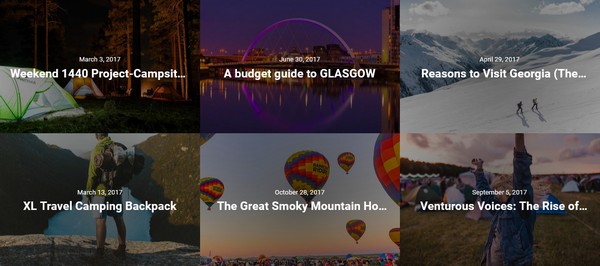 March 3, 2017
Weekend 1440 Project-Campsit...
June 30, 2017
A budget guide to GLASGOW
April 29, 2017
Reasons to Visit Georgia (The...
March 13, 2017
XL Travel Camping Backpack
October 28, 2017
The Great Smoky Mountain Ho...
September 5, 2017
Venturous Voices: The Rise of...